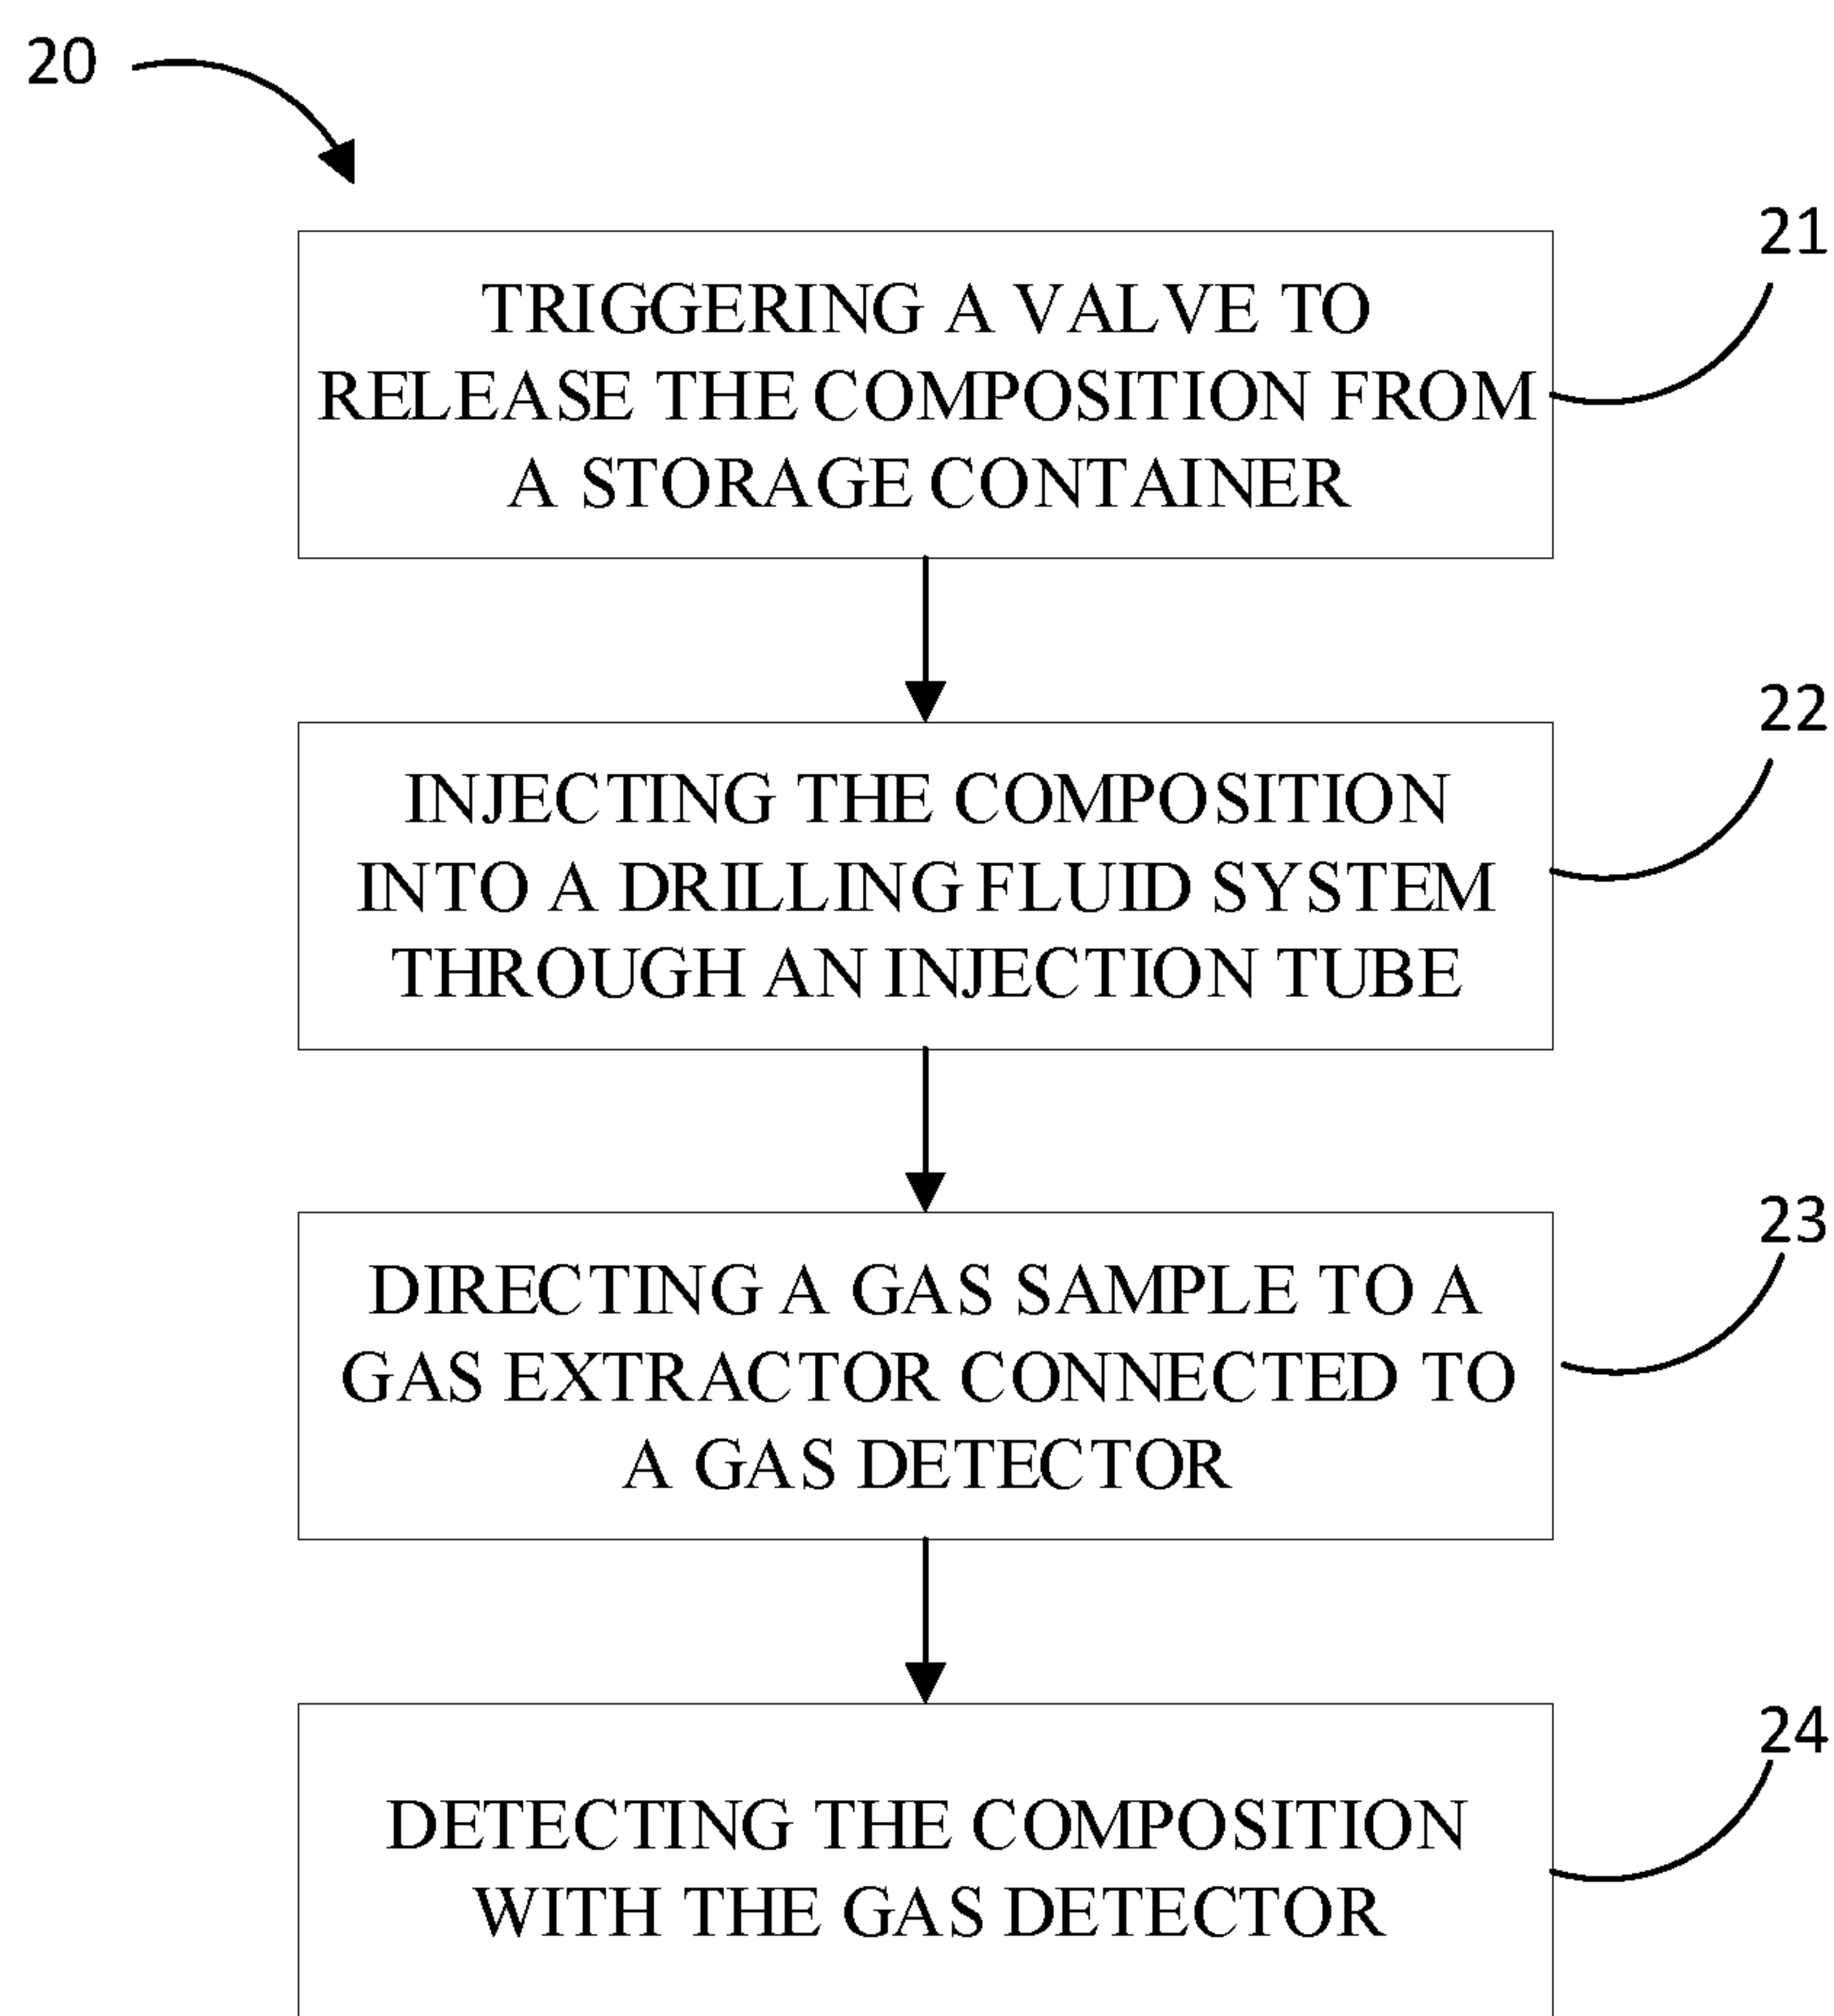 20
21
TRIGGERING A VALVE TO
RELEASE THE COMPOSITION FROM
A STORAGE CONTAINER
22
INJECTING THE COMPOSITION
INTO A DRILLING FLUID SYSTEM
THROUGH AN INJECTION TUBE
23
DIRECTING A GAS SAMPLE TO A
GAS EXTRACTOR CONNECTED TO
A GAS DETECTOR
24
DETECTING THE COMPOSITION
WITH THE GAS DETECTOR